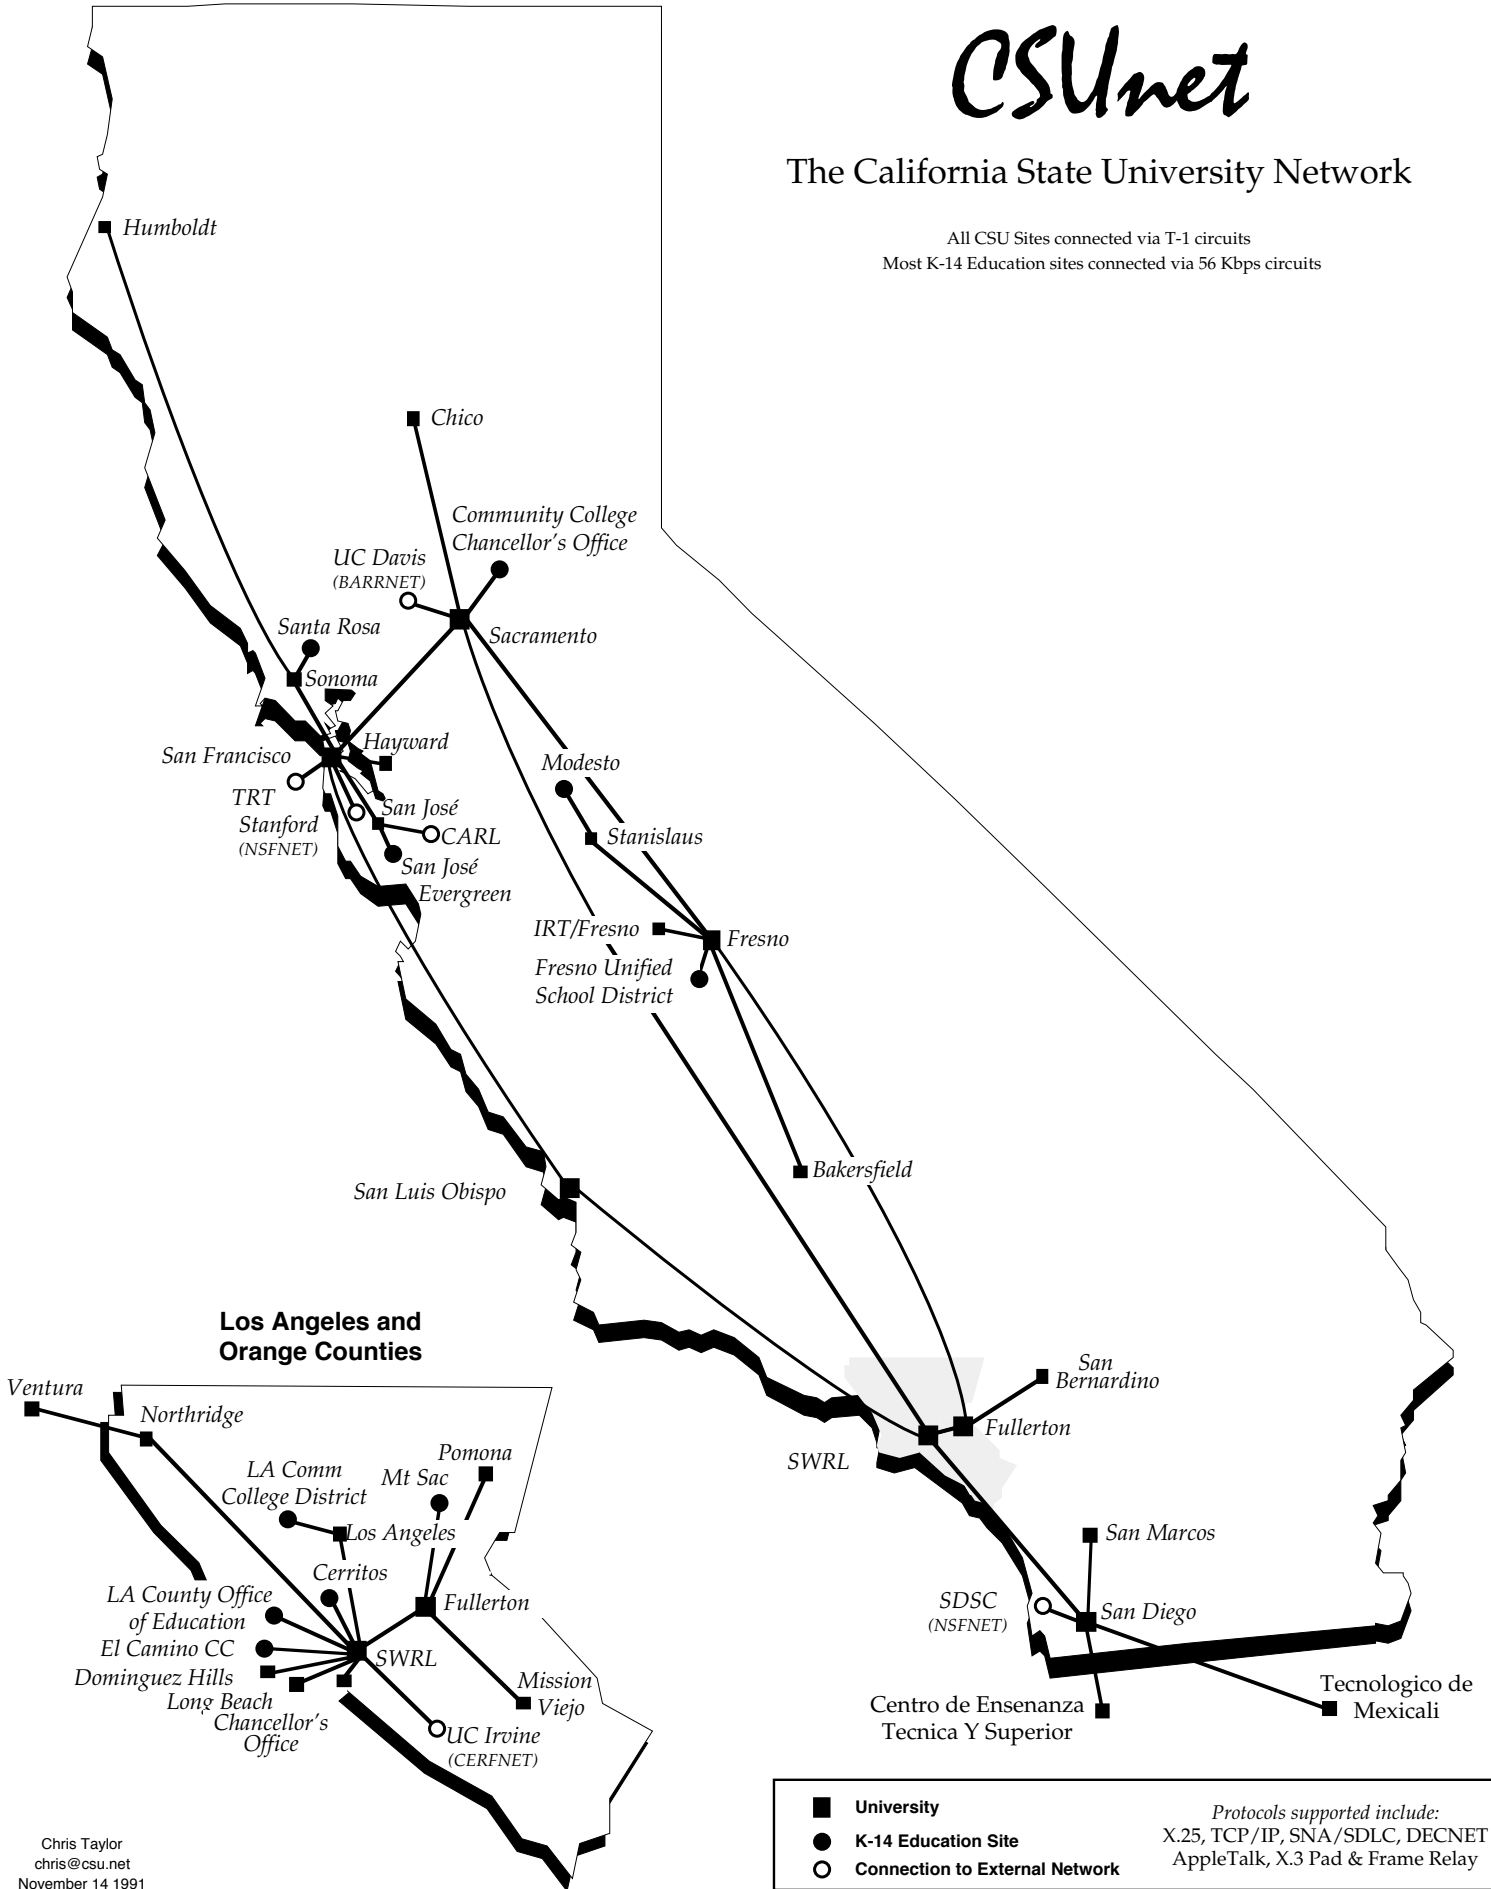 CSUnet
The California State University Network
All CSU Sites connected via T-1 circuits
Most K-14 Education sites connected via 56 Kbps circuits
Humboldt
Chico
Community College
Chancellor's Office
UC Davis
(BARRNET)
Sacramento
Santa Rosa
Sonoma
Hayward
San Francisco
TRT
Stanford
(NSFNET)
San José
CARL
San José
Evergreen
Modesto
Stanislaus
IRT/Fresno
Fresno
Fresno Unified
School District
Bakersfield
San Luis Obispo
San
Bernardino
Fullerton
SWRL
San Marcos
SDSC
(NSFNET)
San Diego
Centro de Ensenanza
Tecnica Y Superior
Tecnologico de
Mexicali
Los Angeles and
Orange Counties
Ventura
Northridge
Pomona
Mt Sac
LA Comm
College District
Los Angeles
Cerritos
LA County Office
of Education
Fullerton
El Camino CC
SWRL
Dominguez Hills
Long Beach
Chancellor's
Office
Mission
Viejo
UC Irvine
(CERFNET)
University
K-14 Education Site
Connection to External Network
Protocols supported include:
X.25, TCP/IP, SNA/SDLC, DECNET
AppleTalk, X.3 Pad & Frame Relay
Chris Taylor
chris@csu.net
November 14 1991